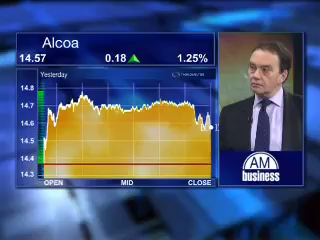 Alcoa
14.57 0.18 1.25%
Yesterday
14.8
14.7
14.6
14.5
14.4
14.3
OPEN MID CLOSE
AM
business